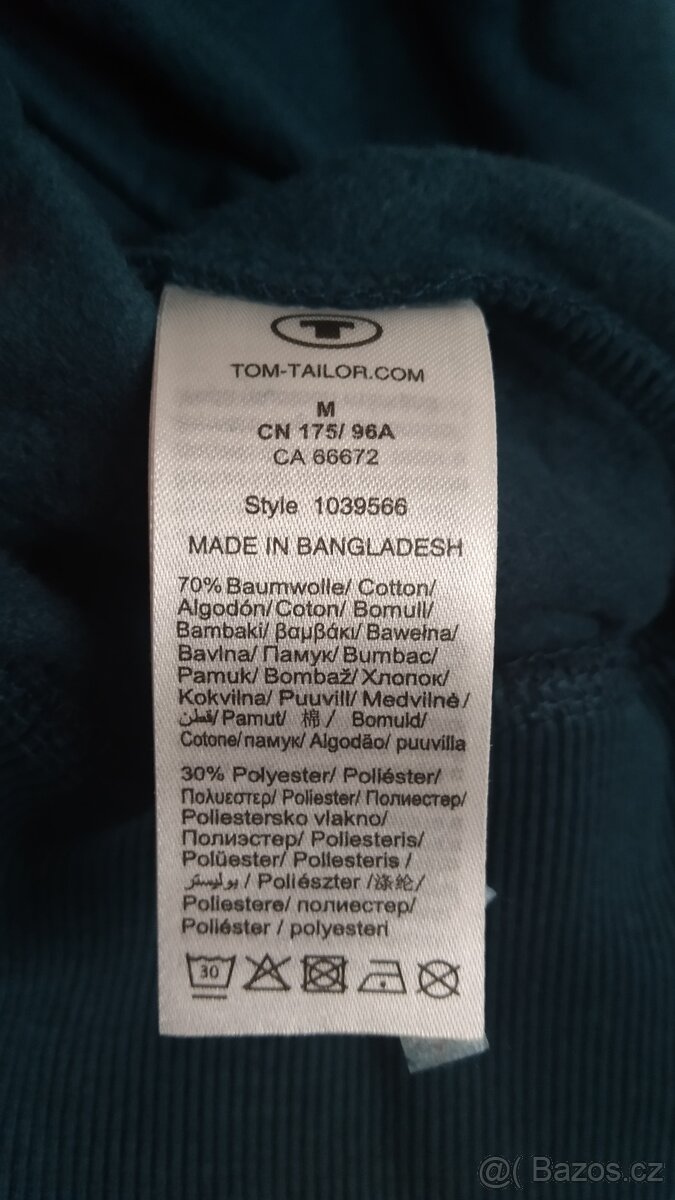 T
TOM-TAILOR.COM
M
CN 175/ 96A
CA 66672
Style 1039566
MADE IN BANGLADESH
70% Baumwolle/ Cotton/
Algodón/Coton/ Bomull/
Bambaki/ βαμβάκι/ Bawełna/
Bavlna/ Памук/ Bumbac/
Pamuk/ Bombaž/ Хлопок/
Kokvilna/ Puuvill/ Medvilnė/
قطن/Pamut/ 棉/ Bomuld/
Cotone/памук/ Algodão/ puuvilla
30% Polyester/ Poliéster/
Πολυεστερ/ Poliester/ Полиестер/
Poliestersko vlakno/
Полиэстер/ Poliesteris/
Polüester/ Poliesteris /
بوليستر / Poliészter /涤纶/
Poliestere/ полиестер/
Poliéster / polyesteri
30
@( Bazos.cz